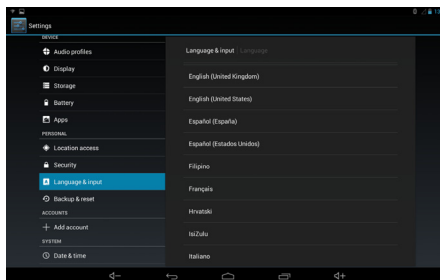 Settings
DEVICE
Audio profiles
Display
Storage
Battery
Apps
PERSONAL
Location access
Security
Language & input
Backup & reset
ACCOUNTS
Add account
SYSTEM
Date & time
Language & input
Language
English (United Kingdom)
English (United States)
Español (España)
Español (Estados Unidos)
Filipino
Français
Hrvatski
IsiZulu
Italiano